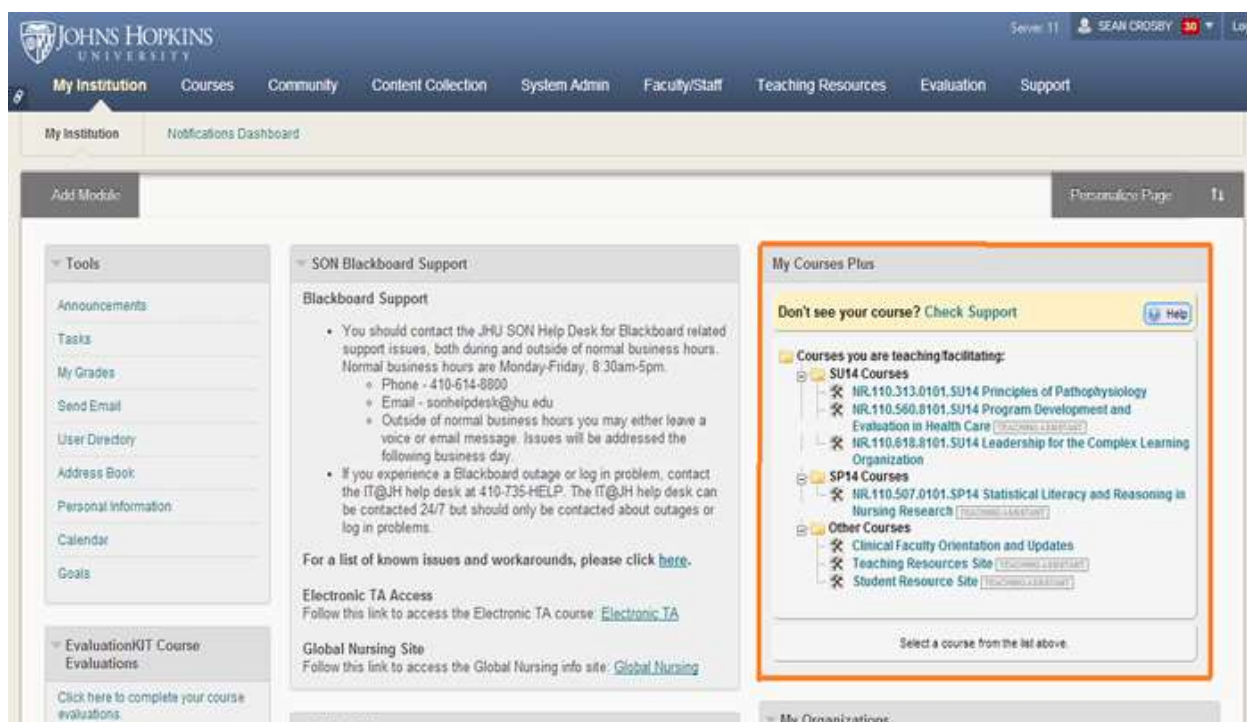 JOHNS HOPKINS
UNIVERSITY
Server 11
SEAN CROSBY 30
My Institution Courses Community Content Collection System Admin Faculty/Staff Teaching Resources Evaluation Support
My Institution Notifications Dashboard
Add Module
Personalize Page
Tools
Announcements
Tasks
My Grades
Send Email
User Directory
Address Book
Personal Information
Calendar
Goals
EvaluationKIT Course
Evaluations
Click here to complete your course
evaluations.
SON Blackboard Support
Blackboard Support
You should contact the JHU SON Help Desk for Blackboard related
support issues, both during and outside of normal business hours.
Normal business hours are Monday-Friday, 8:30am-5pm.
Phone - 410-614-8800
Email - sonhelpdesk@jhu.edu
Outside of normal business hours you may either leave a
voice or email message. Issues will be addressed the
following business day.
If you experience a Blackboard outage or log in problem, contact
the IT@JH help desk at 410-735-HELP. The IT@JH help desk can
be contacted 24/7 but should only be contacted about outages or
log in problems.
For a list of known issues and workarounds, please click here.
Electronic TA Access
Follow this link to access the Electronic TA course: Electronic TA
Global Nursing Site
Follow this link to access the Global Nursing info site: Global Nursing
My Courses Plus
Don't see your course? Check Support
Help
Courses you are teaching/facilitating:
SU14 Courses
NR.110.313.0101.SU14 Principles of Pathophysiology
NR.110.560.8101.SU14 Program Development and
Evaluation in Health Care TEACHING ASSISTANT
NR.110.618.8101.SU14 Leadership for the Complex Learning
Organization
SP14 Courses
NR.110.507.0101.SP14 Statistical Literacy and Reasoning in
Nursing Research TEACHING ASSISTANT
Other Courses
Clinical Faculty Orientation and Updates
Teaching Resources Site TEACHING ASSISTANT
Student Resource Site TEACHING ASSISTANT
Select a course from the list above.
My Organizations